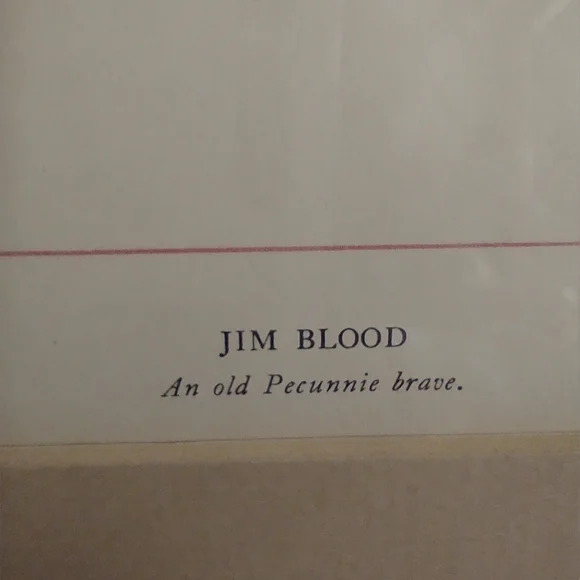 JIM BLOOD
An old Pecunnie brave.